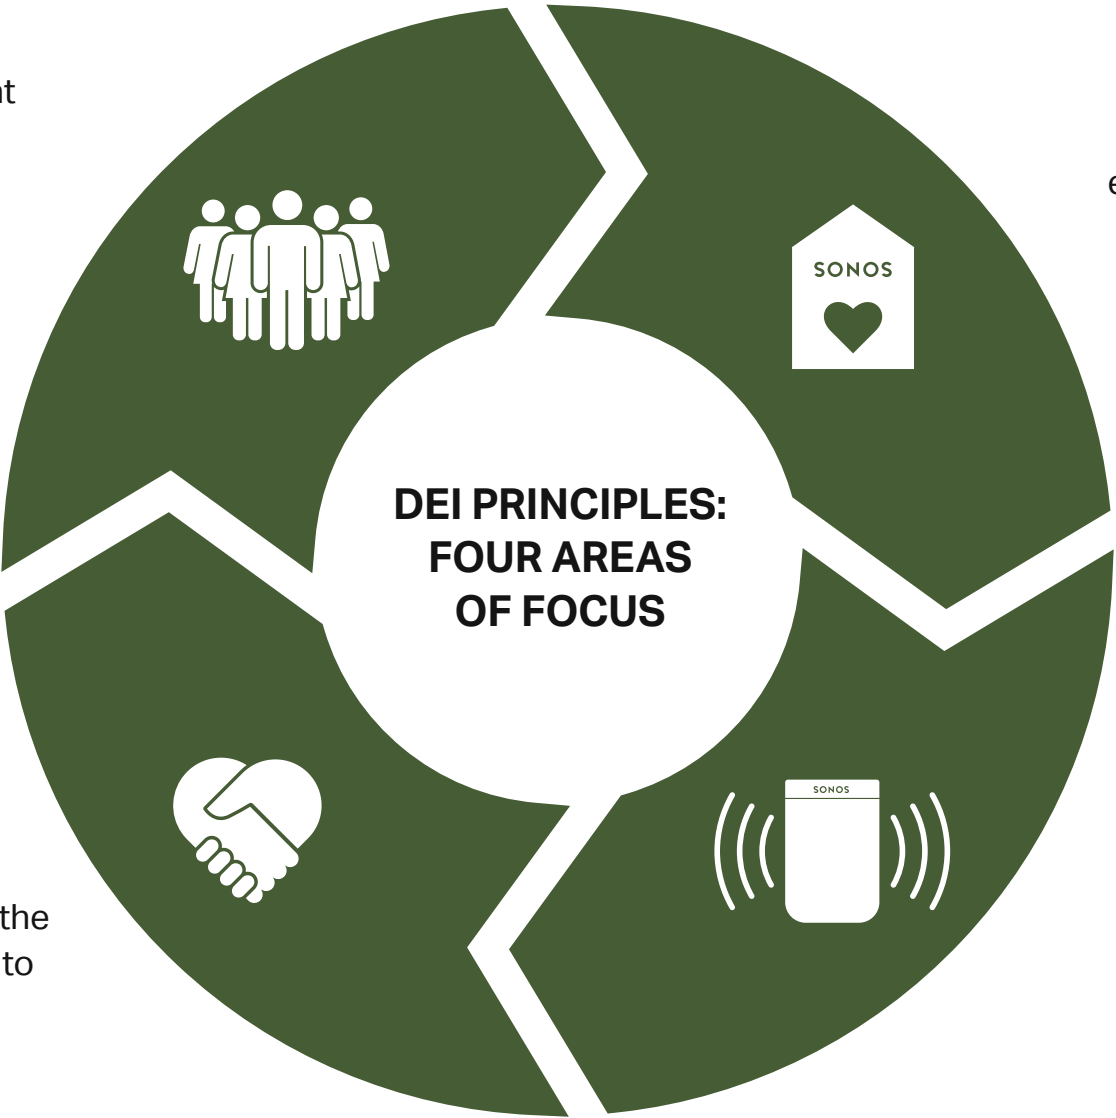 nt
e
SONOS
DEI PRINCIPLES:
FOUR AREAS
OF FOCUS
SONOS
the
to